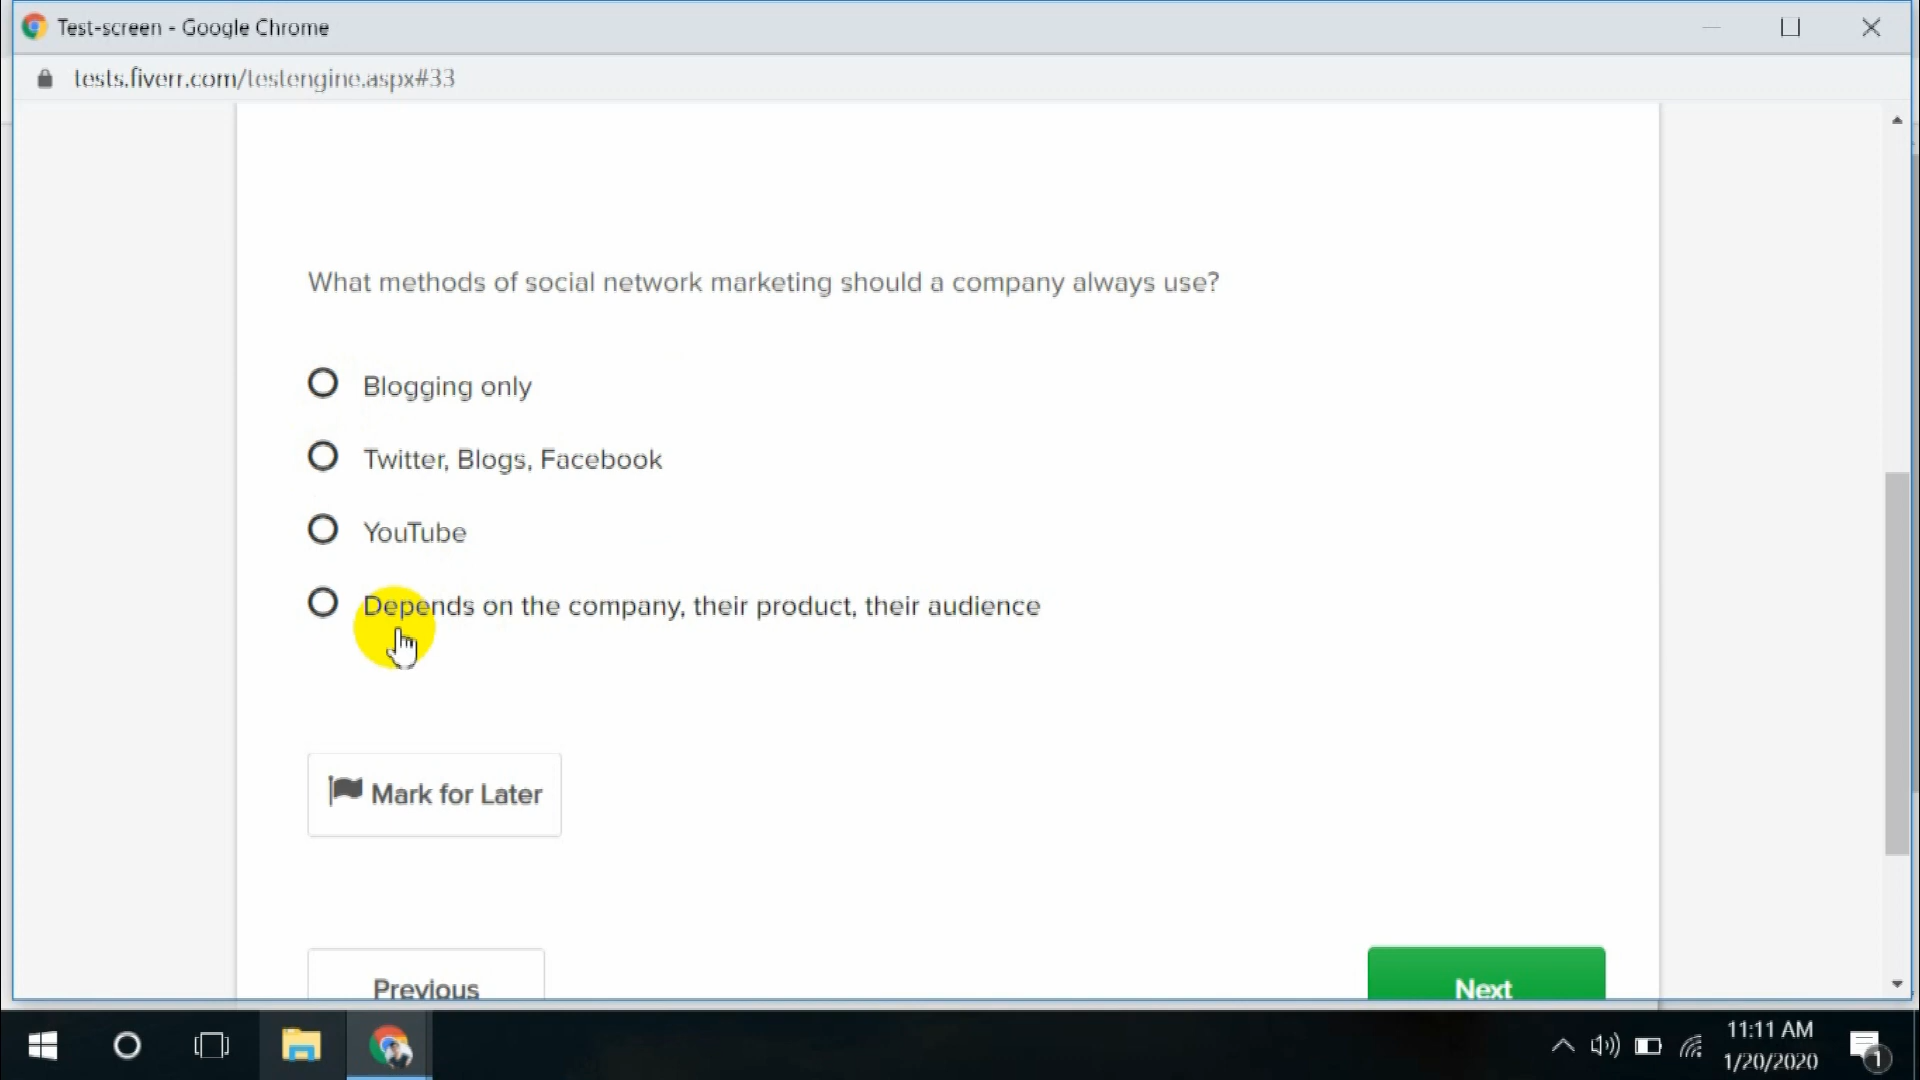 Test-screen - Google Chrome
tests.fiverr.com/testengine.aspx#33
What methods of social network marketing should a company always use?
Blogging only
Twitter, Blogs, Facebook
YouTube
Depends on the company, their product, their audience
Mark for Later
Previous
Next
11:11 AM
1/20/2020
1